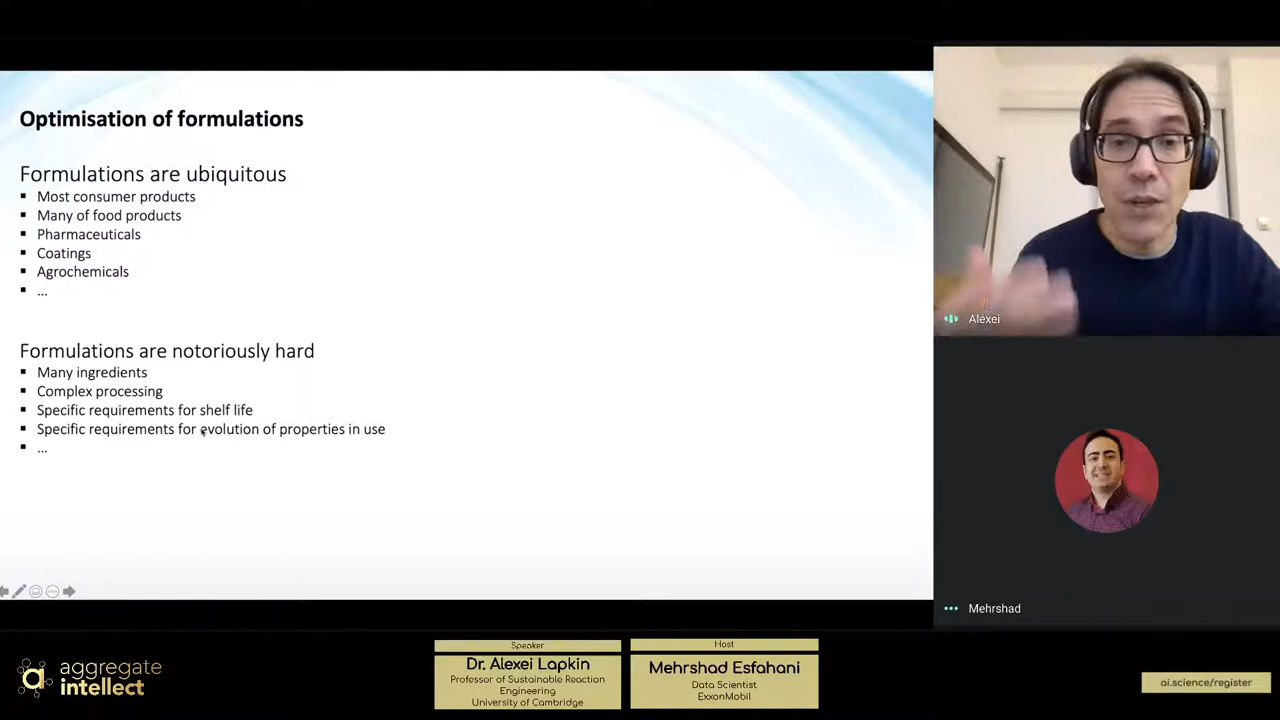 Optimisation of formulations
Formulations are ubiquitous
Most consumer products
Many of food products
Pharmaceuticals
Coatings
Agrochemicals
...
Formulations are notoriously hard
Many ingredients
Complex processing
Specific requirements for shelf life
Specific requirements for evolution of properties in use
...
Alexei
Mehrshad
aggregate
intellect
Speaker
Dr. Alexei Lapkin
Professor of Sustainable Reaction
Engineering
University of Cambridge
Host
Mehrshad Esfahani
Data Scientist
ExxonMobil
ai.science/register